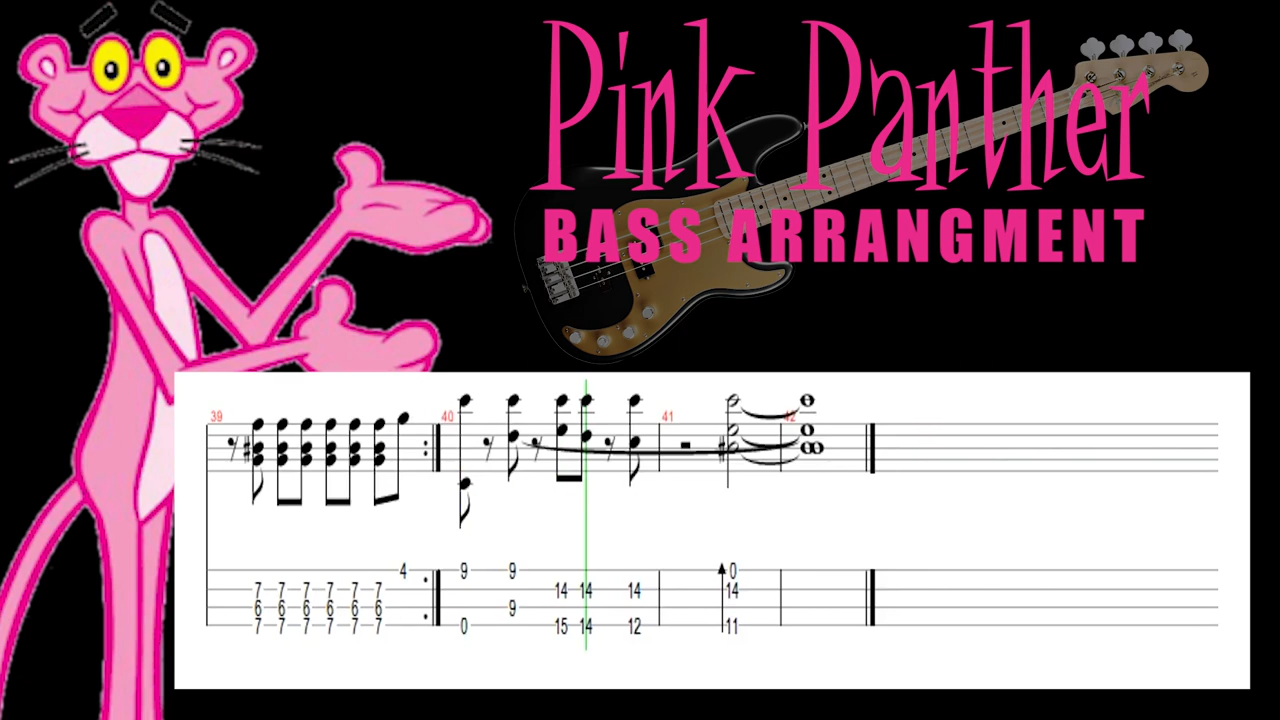 Pink Panther
BASS ARRANGMENT
39 40 41 42
4 9 9 0
7 7 7 7 7 7 14 14 14 14
6 6 6 6 6 6 9
7 7 7 7 7 7 0 15 14 12 11